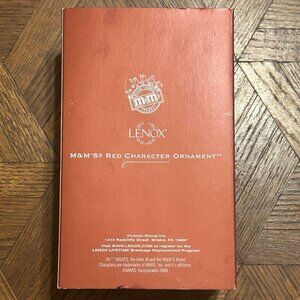 m&m's
LENOX
M&M'S® RED CHARACTER ORNAMENT™
©Lenox Group Inc
1414 Radcliffe Street Bristol, PA 19007
Visit WWW.LENOX.COM to register for the
LENOX LIFETIME Breakage Replacement Program
®/™ M&M'S, the letter M and the M&M'S Brand
Characters are trademarks of MARS, Inc. and it's affiliates.
©MARS, Incorporated 2008